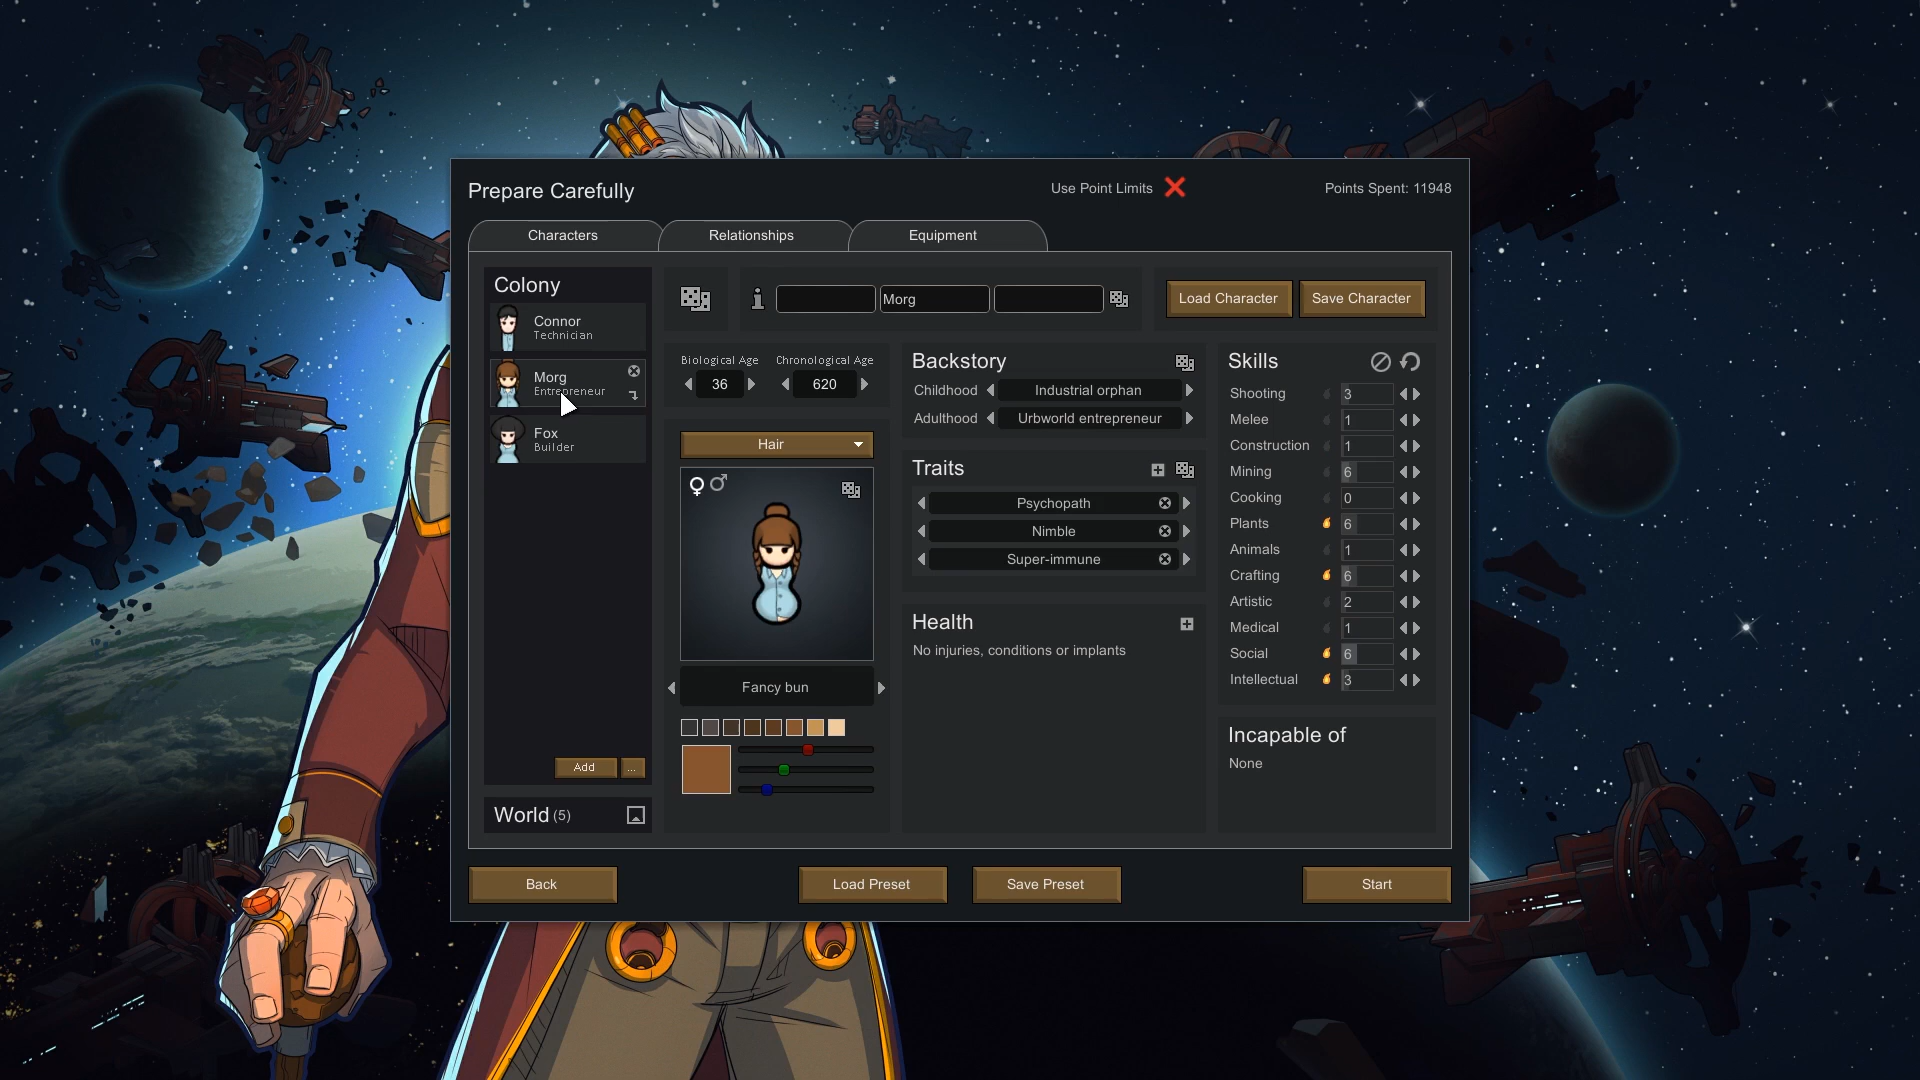 Prepare Carefully
Use Point Limits
Points Spent: 11948
Characters
Relationships
Equipment
Colony
Connor
Technician
Morg
Entrepreneur
Fox
Builder
Add
...
World (5)
Morg
Load Character
Save Character
Biological Age
Chronological Age
36
620
Hair
Fancy bun
Backstory
Childhood
Industrial orphan
Adulthood
Urbworld entrepreneur
Traits
Psychopath
Nimble
Super-immune
Health
No injuries, conditions or implants
Skills
Shooting 3
Melee 1
Construction 1
Mining 6
Cooking 0
Plants 6
Animals 1
Crafting 6
Artistic 2
Medical 1
Social 6
Intellectual 3
Incapable of
None
Back
Load Preset
Save Preset
Start